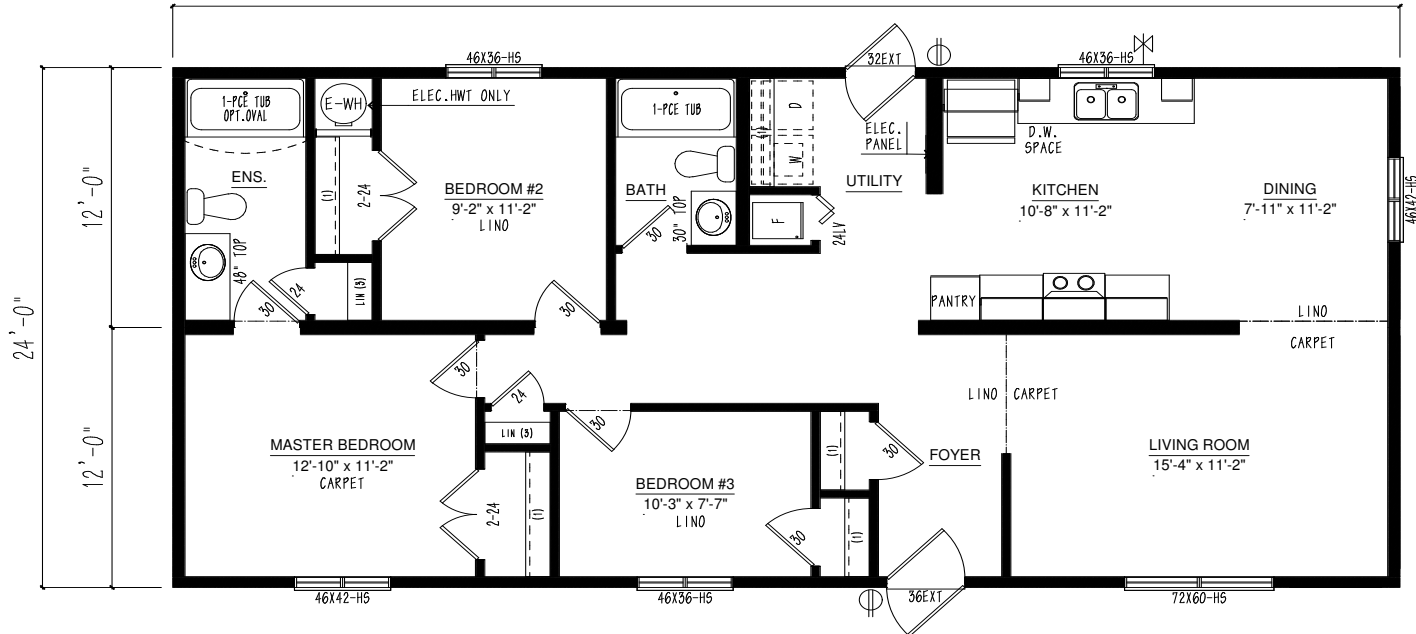 46X36-HS
32EXT
46X36-HS
1-PCE TUB
OPT.OVAL
E-WH
ELEC.HWT ONLY
1-PCE TUB
D
(1)
W
ELEC.
PANEL
D.W.
SPACE
ENS.
BEDROOM #2
9'-2" x 11'-2"
LINO
(1)
2-24
BATH
30
30" TOP
UTILITY
F
24LV
KITCHEN
10'-8" x 11'-2"
DINING
7'-11" x 11'-2"
46X42-HS
12'-0"
48" TOP
24
LIN (3)
30
30
PANTRY
LINO
CARPET
24'-0"
30
24
LIN (3)
30
LINO CARPET
12'-0"
MASTER BEDROOM
12'-10" x 11'-2"
CARPET
2-24
(1)
BEDROOM #3
10'-3" x 7'-7"
LINO
(1)
30
30
(1)
FOYER
LIVING ROOM
15'-4" x 11'-2"
46X42-HS
46X36-HS
36EXT
72X60-HS